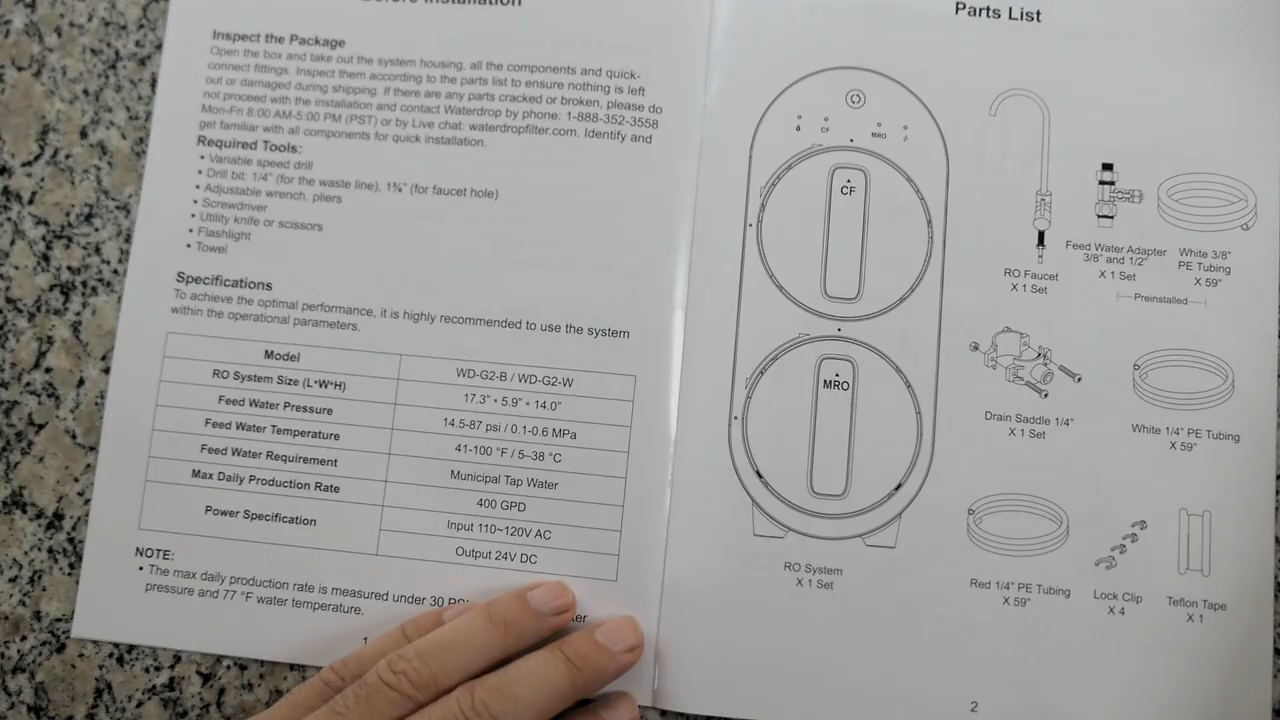 Before Installation
Inspect the Package
Open the box and take out the system housing, all the components and quick-
connect fittings. Inspect them according to the parts list to ensure nothing is left
out or damaged during shipping. If there are any parts cracked or broken, please do
not proceed with the installation and contact Waterdrop by phone: 1-888-352-3558
Mon-Fri 8:00 AM-5:00 PM (PST) or by Live chat: waterdropfilter.com. Identify and
get familiar with all components for quick installation.
Required Tools:
• Variable speed drill
• Drill bit: 1/4" (for the waste line), 1⅜" (for faucet hole)
• Adjustable wrench, pliers
• Screwdriver
• Utility knife or scissors
• Flashlight
• Towel
Specifications
To achieve the optimal performance, it is highly recommended to use the system
within the operational parameters.
Model WD-G2-B / WD-G2-W
RO System Size (L*W*H) 17.3" * 5.9" * 14.0"
Feed Water Pressure 14.5-87 psi / 0.1-0.6 MPa
Feed Water Temperature 41-100 °F / 5–38 °C
Feed Water Requirement Municipal Tap Water
Max Daily Production Rate 400 GPD
Power Specification Input 110~120V AC
Output 24V DC
NOTE:
• The max daily production rate is measured under 30 PSI
pressure and 77 °F water temperature.
1
Parts List
CF
MRO
CF
MRO
RO System
X 1 Set
RO Faucet
X 1 Set
Feed Water Adapter
3/8" and 1/2"
X 1 Set
White 3/8"
PE Tubing
X 59"
Preinstalled
Drain Saddle 1/4"
X 1 Set
White 1/4" PE Tubing
X 59"
Red 1/4" PE Tubing
X 59"
Lock Clip
X 4
Teflon Tape
X 1
2